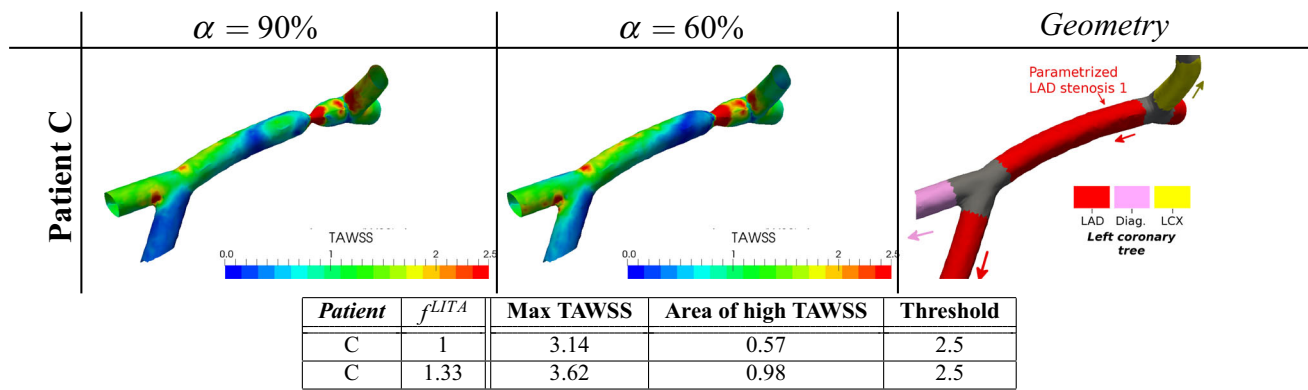 α = 90%
α = 60%
Geometry
Patient C
Parametrized
LAD stenosis 1
TAWSS
0.0 2 2.5
TAWSS
0.0 2 2.5
LAD Diag. LCX
Left coronary
tree
Patient f^LITA Max TAWSS Area of high TAWSS Threshold
C 1 3.14 0.57 2.5
C 1.33 3.62 0.98 2.5